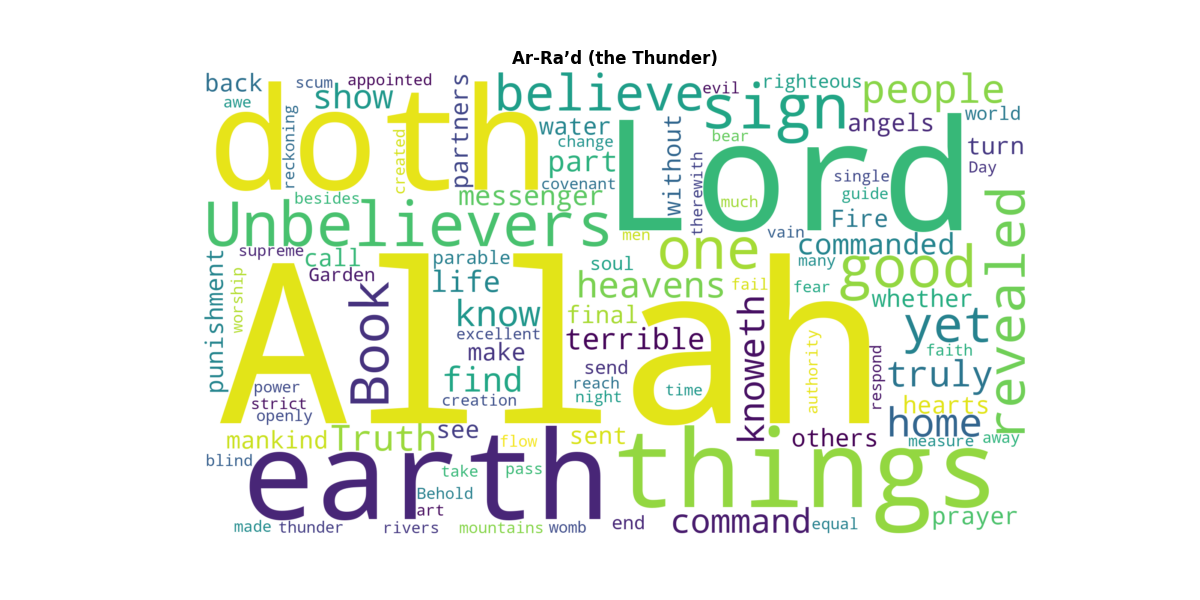 Ar-Ra’d (the Thunder)
back
scum
appointed
show
awe
doth
reckoning
created
partners
believe
evil
sign
righteous
people
water
change
part
covenant
besides
messenger
Lord
without
therewith
bear
much
single
guide
angels
world
turn
Day
Fire
Unbelievers
men
vain
commanded
one
supreme
call
Garden
parable
life
soul
heavens
fail
many
fear
good
revealed
whether
punishment
worship
Allah
Book
know
excellent
make
final
terrible
knoweth
yet
faith
find
send
reach
night
time
authority
respond
truly
creation
power
strict
openly
hearts
home
measure
away
mankind
Truth
see
flow
sent
others
blind
earth
take
pass
things
Behold
art
made
thunder
rivers
mountains
womb
end
command
equal
prayer